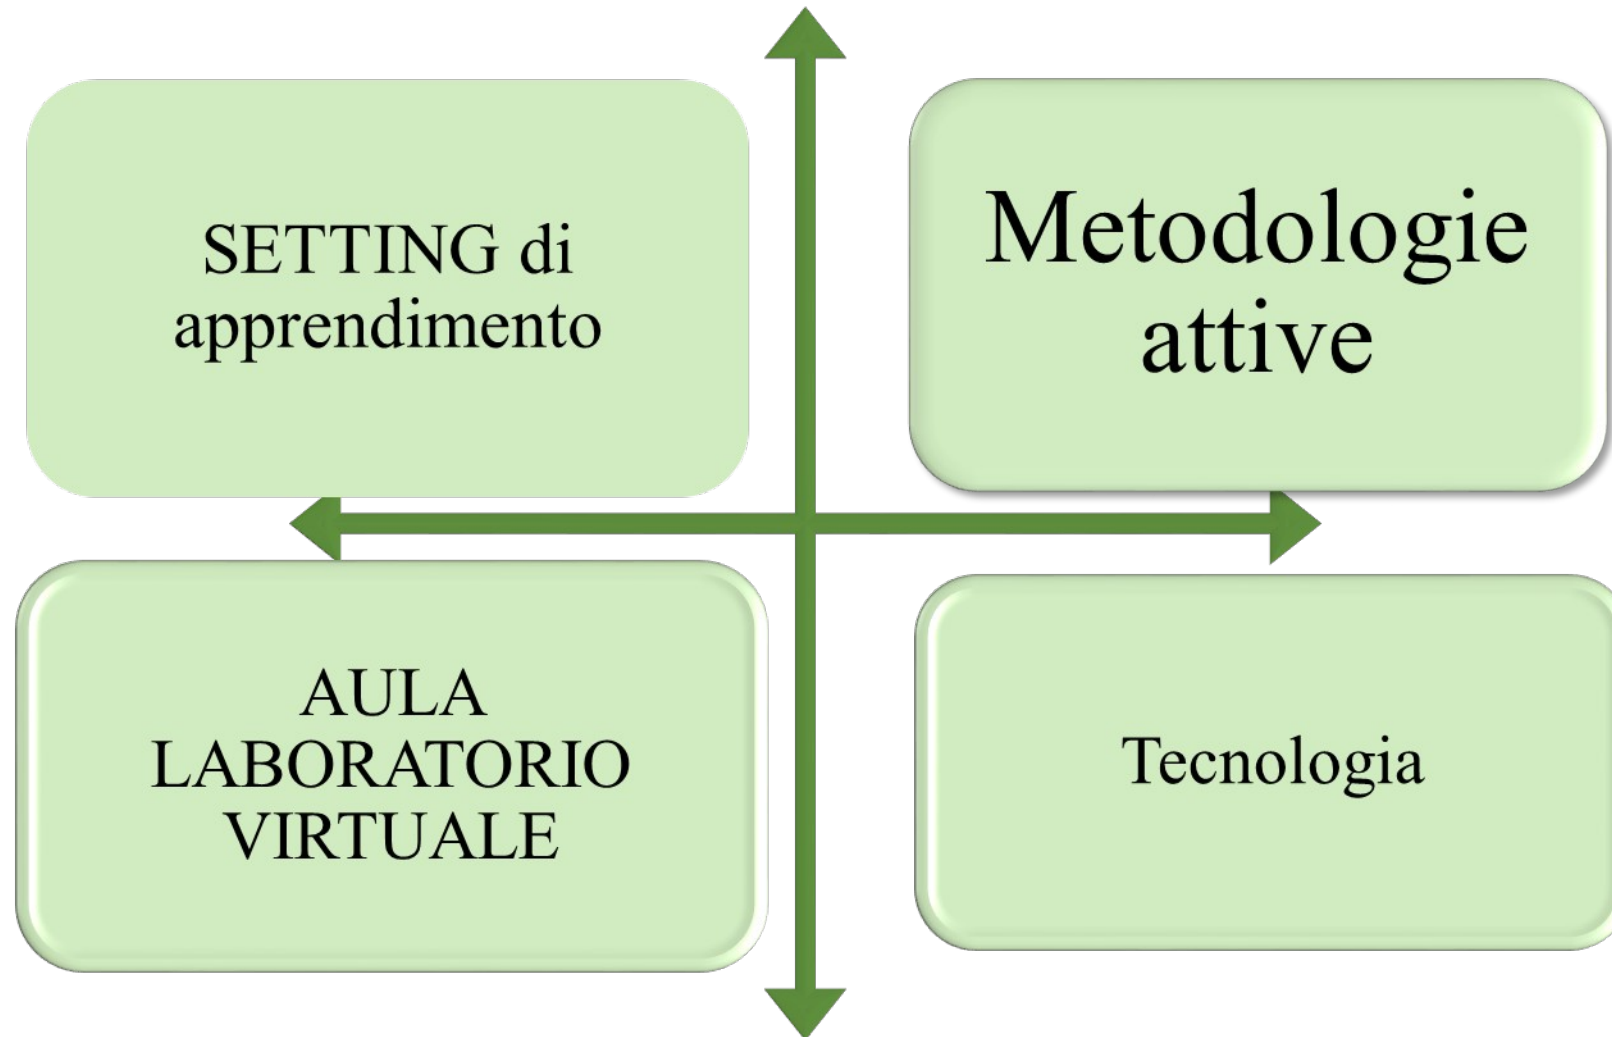 SETTING di
apprendimento
Metodologie
attive
AULA
LABORATORIO
VIRTUALE
Tecnologia